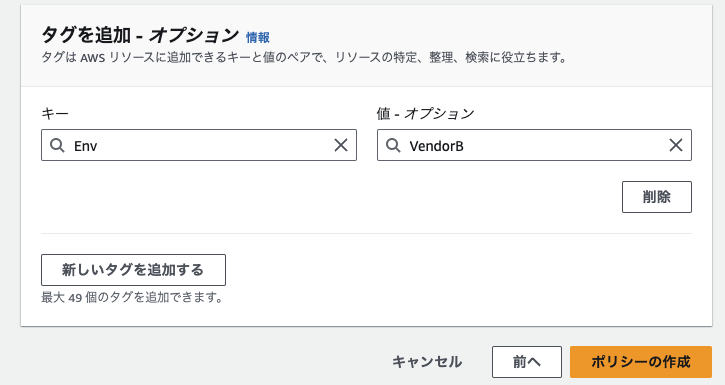 タグを追加 - オプション 情報
タグは AWS リソースに追加できるキーと値のペアで、リソースの特定、整理、検索に役立ちます。
キー
値 - オプション
Env
VendorB
削除
新しいタグを追加する
最大 49 個のタグを追加できます。
キャンセル
前へ
ポリシーの作成